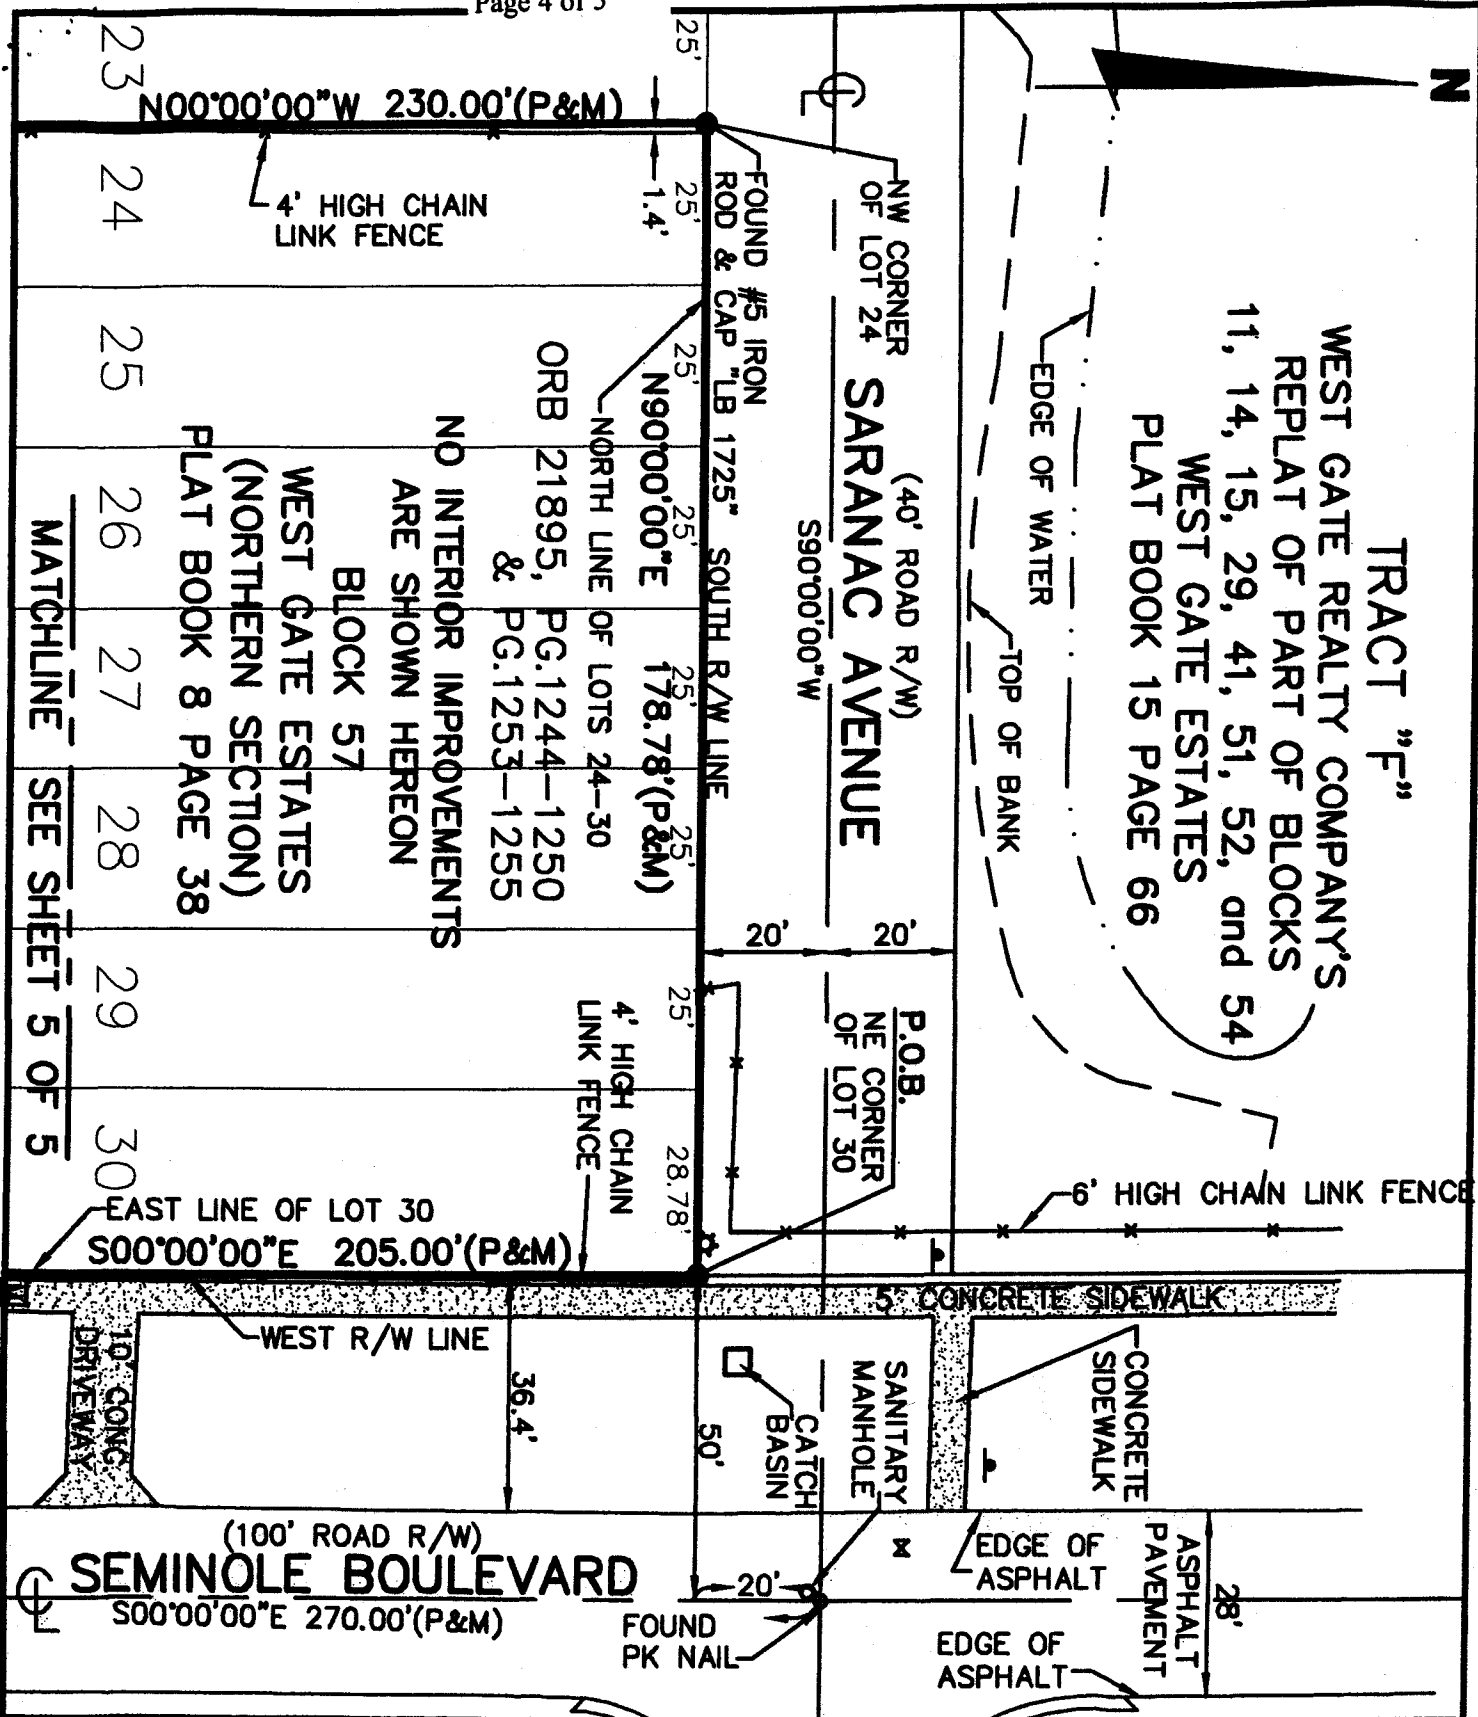 Page 4 of 5
N
TRACT "F"
WEST GATE REALTY COMPANY'S
REPLAT OF PART OF BLOCKS
11, 14, 15, 29, 41, 51, 52, and 54
WEST GATE ESTATES
PLAT BOOK 15 PAGE 66
EDGE OF WATER
TOP OF BANK
6' HIGH CHAIN LINK FENCE
NW CORNER
OF LOT 24
(40' ROAD R/W)
SARANAC AVENUE
S90°00'00"W
20'
20'
P.O.B.
NE CORNER
OF LOT 30
FOUND #5 IRON
ROD & CAP "LB 1725"
SOUTH R/W LINE
25'
25'
25'
25'
25'
25'
25'
28.78'
1.4'
N90°00'00"E 178.78'(P&M)
NORTH LINE OF LOTS 24-30
ORB 21895, PG.1244-1250
& PG.1253-1255
NO INTERIOR IMPROVEMENTS
ARE SHOWN HEREON
BLOCK 57
WEST GATE ESTATES
(NORTHERN SECTION)
PLAT BOOK 8 PAGE 38
N00°00'00"W 230.00'(P&M)
4' HIGH CHAIN
LINK FENCE
4' HIGH CHAIN
LINK FENCE
23
24
25
26
27
28
29
30
MATCHLINE SEE SHEET 5 OF 5
EAST LINE OF LOT 30
S00°00'00"E 205.00'(P&M)
WEST R/W LINE
5' CONCRETE SIDEWALK
10' CONC.
DRIVEWAY
36.4'
50'
CATCH
BASIN
SANITARY
MANHOLE
CONCRETE
SIDEWALK
(100' ROAD R/W)
SEMINOLE BOULEVARD
S00°00'00"E 270.00'(P&M)
20'
FOUND
PK NAIL
EDGE OF
ASPHALT
EDGE OF
ASPHALT
ASPHALT
PAVEMENT
28'